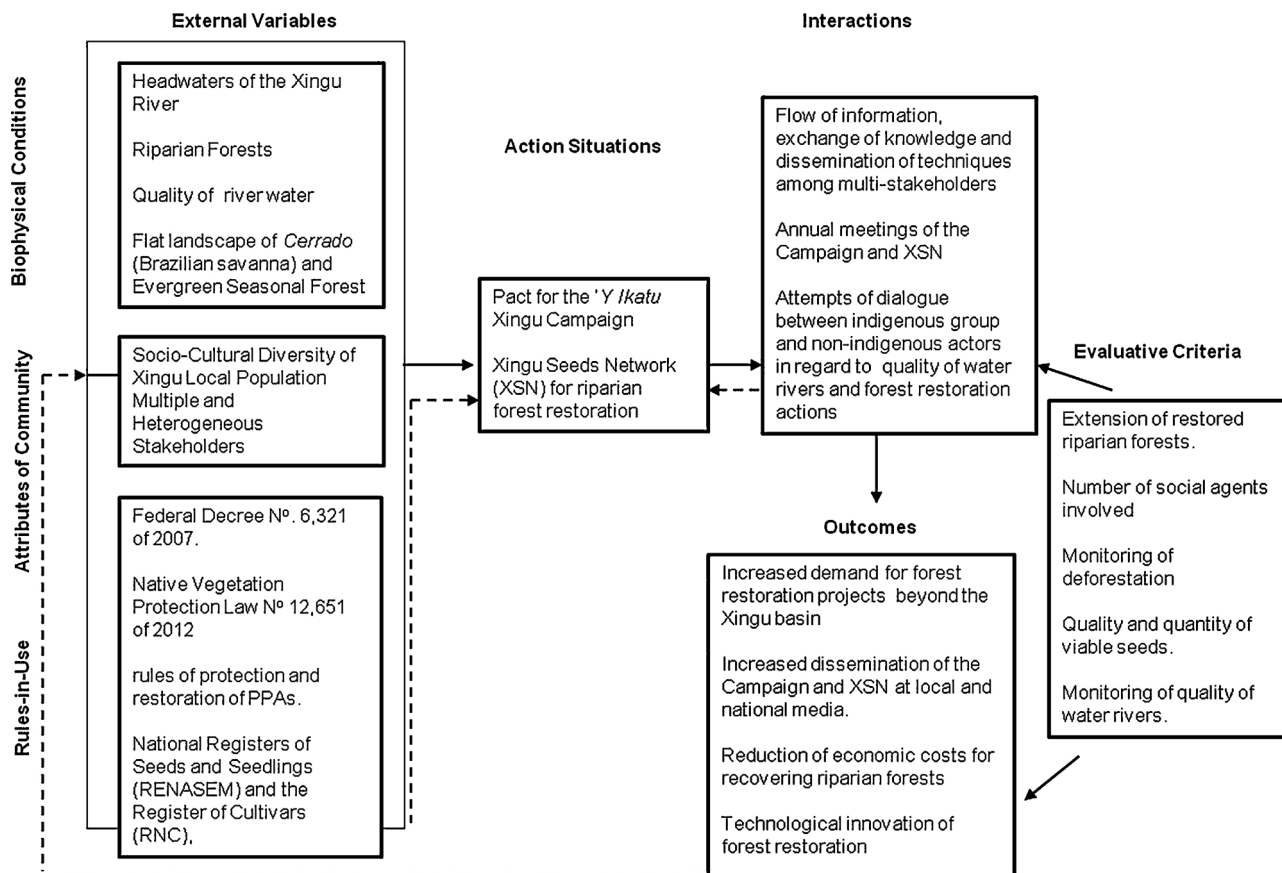 External Variables
Interactions
Biophysical Conditions
Attributes of Community
Rules-in-Use
Headwaters of the Xingu
River
Riparian Forests
Quality of river water
Flat landscape of Cerrado
(Brazilian savanna) and
Evergreen Seasonal Forest
Socio-Cultural Diversity of
Xingu Local Population
Multiple and
Heterogeneous
Stakeholders
Federal Decree Nº. 6,321
of 2007.
Native Vegetation
Protection Law Nº 12,651
of 2012
rules of protection and
restoration of PPAs.
National Registers of
Seeds and Seedlings
(RENASEM) and the
Register of Cultivars
(RNC),
Action Situations
Pact for the 'Y Ikatu
Xingu Campaign
Xingu Seeds Network
(XSN) for riparian
forest restoration
Flow of information,
exchange of knowledge and
dissemination of techniques
among multi-stakeholders
Annual meetings of the
Campaign and XSN
Attempts of dialogue
between indigenous group
and non-indigenous actors
in regard to quality of water
rivers and forest restoration
actions
Outcomes
Increased demand for forest
restoration projects beyond the
Xingu basin
Increased dissemination of the
Campaign and XSN at local and
national media.
Reduction of economic costs for
recovering riparian forests
Technological innovation of
forest restoration
Evaluative Criteria
Extension of restored
riparian forests.
Number of social agents
involved
Monitoring of
deforestation
Quality and quantity of
viable seeds.
Monitoring of quality of
water rivers.